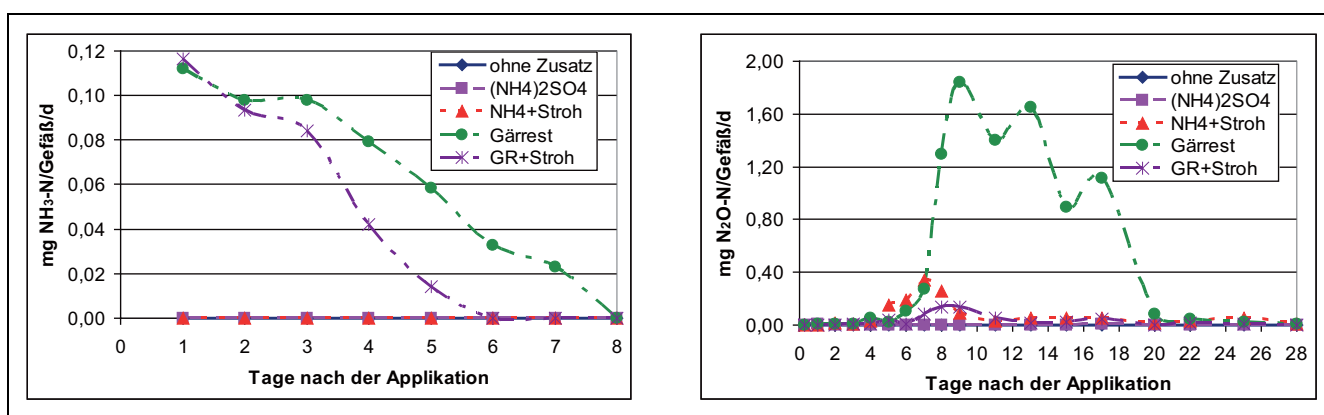 mg NH₃-N/Gefäß/d
0,12
0,10
0,08
0,06
0,04
0,02
0,00
0 1 2 3 4 5 6 7 8
Tage nach der Applikation
ohne Zusatz
(NH4)2SO4
NH4+Stroh
Gärrest
GR+Stroh
mg N₂O-N/Gefäß/d
2,00
1,60
1,20
0,80
0,40
0,00
0 2 4 6 8 10 12 14 16 18 20 22 24 26 28
Tage nach der Applikation
ohne Zusatz
(NH4)2SO4
NH4+Stroh
Gärrest
GR+Stroh